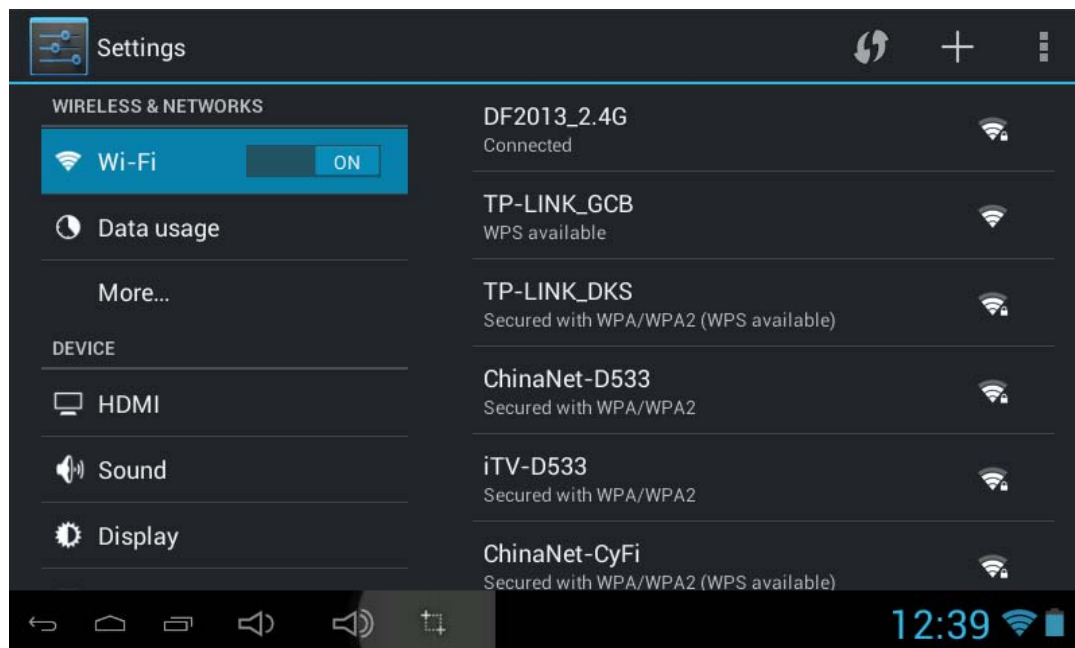 Settings
WIRELESS & NETWORKS
Wi-Fi
ON
Data usage
More...
DEVICE
HDMI
Sound
Display
DF2013_2.4G
Connected
TP-LINK_GCB
WPS available
TP-LINK_DKS
Secured with WPA/WPA2 (WPS available)
ChinaNet-D533
Secured with WPA/WPA2
iTV-D533
Secured with WPA/WPA2
ChinaNet-CyFi
Secured with WPA/WPA2 (WPS available)
12:39